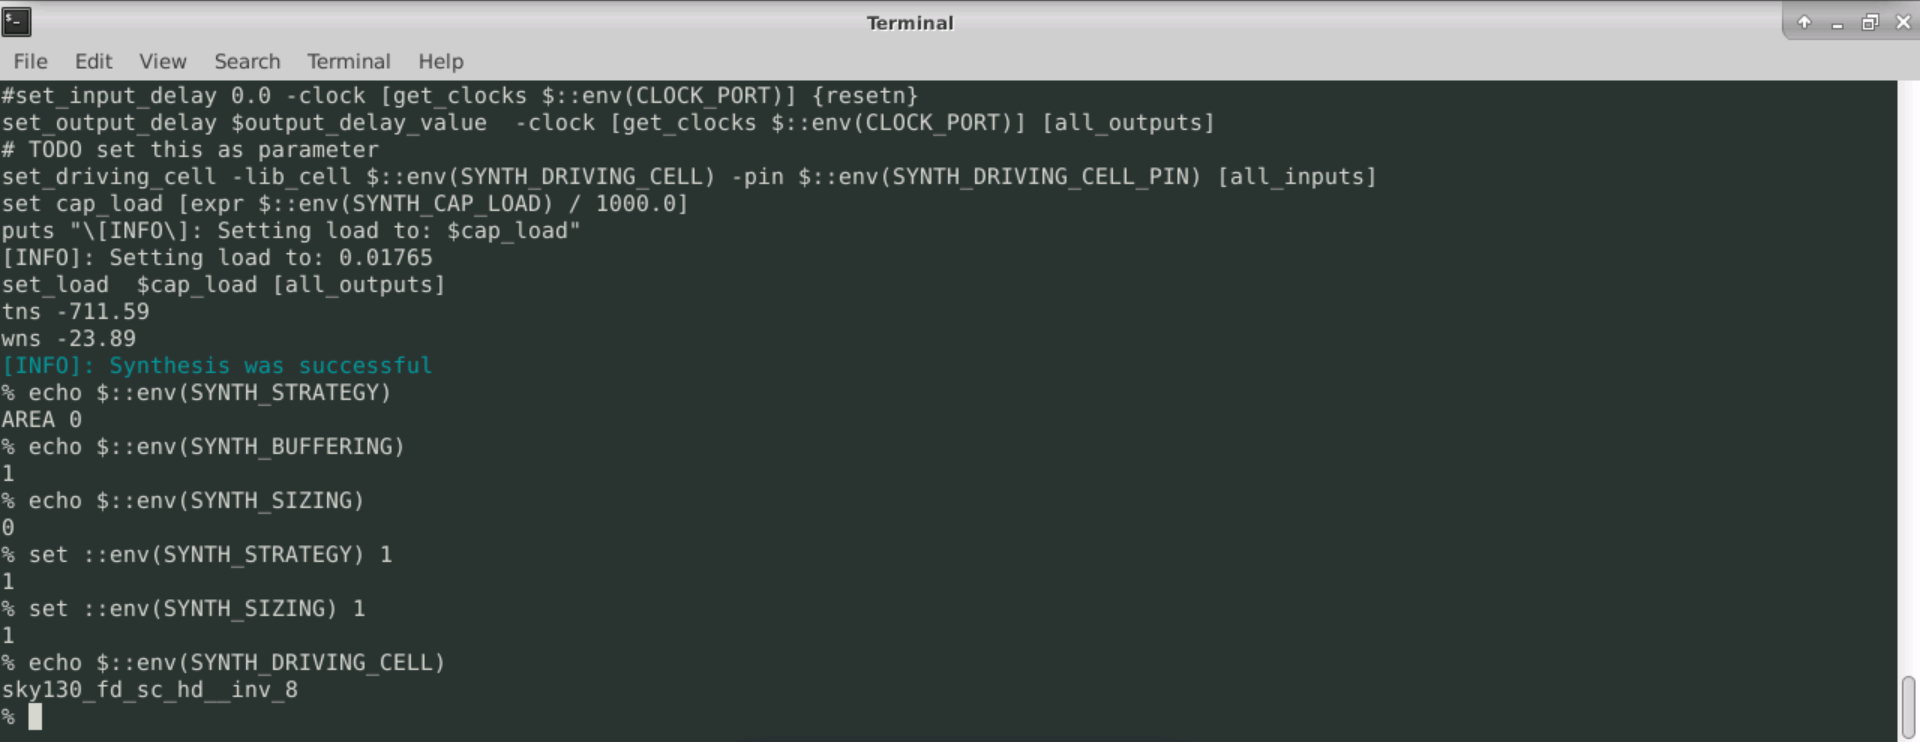 Terminal
File Edit View Search Terminal Help
#set_input_delay 0.0 -clock [get_clocks $::env(CLOCK_PORT)] {resetn}
set_output_delay $output_delay_value  -clock [get_clocks $::env(CLOCK_PORT)] [all_outputs]
# TODO set this as parameter
set_driving_cell -lib_cell $::env(SYNTH_DRIVING_CELL) -pin $::env(SYNTH_DRIVING_CELL_PIN) [all_inputs]
set cap_load [expr $::env(SYNTH_CAP_LOAD) / 1000.0]
puts "\[INFO\]: Setting load to: $cap_load"
[INFO]: Setting load to: 0.01765
set_load  $cap_load [all_outputs]
tns -711.59
wns -23.89
[INFO]: Synthesis was successful
% echo $::env(SYNTH_STRATEGY)
AREA 0
% echo $::env(SYNTH_BUFFERING)
1
% echo $::env(SYNTH_SIZING)
0
% set ::env(SYNTH_STRATEGY) 1
1
% set ::env(SYNTH_SIZING) 1
1
% echo $::env(SYNTH_DRIVING_CELL)
sky130_fd_sc_hd__inv_8
%